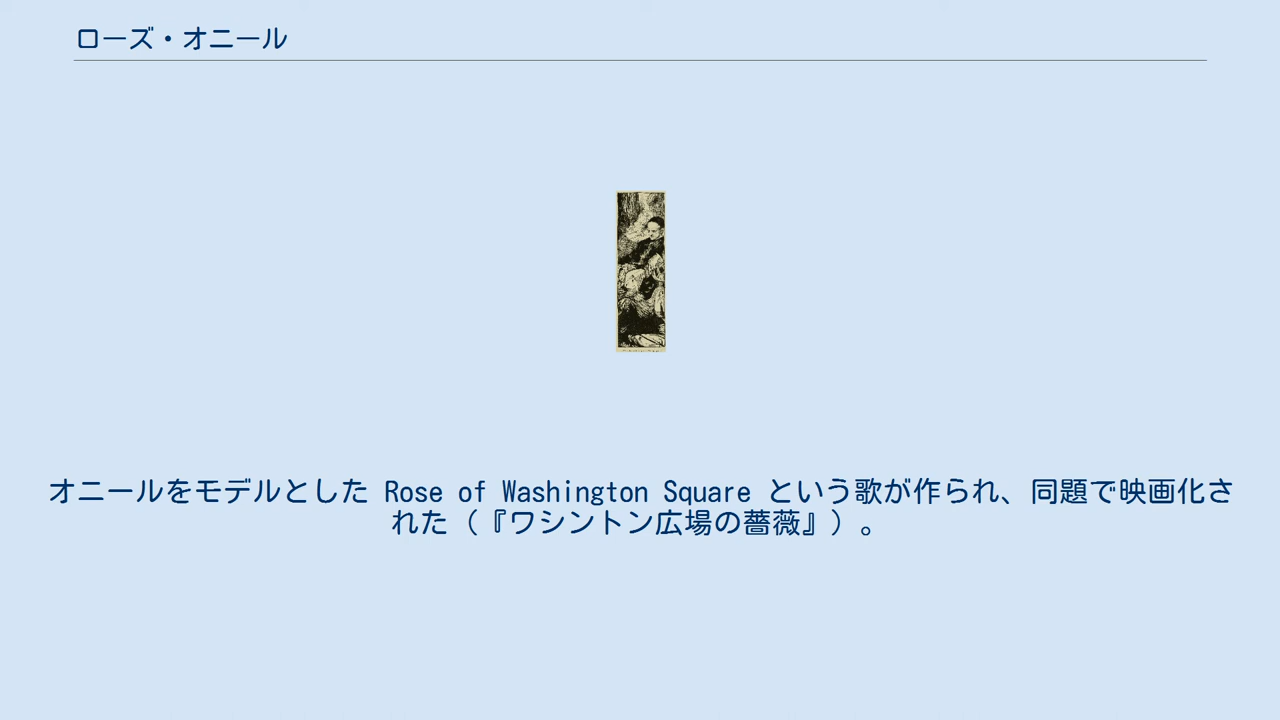 ローズ・オニール
オニールをモデルとした Rose of Washington Square という歌が作られ、同題で映画化さ
れた（『ワシントン広場の薔薇』）。